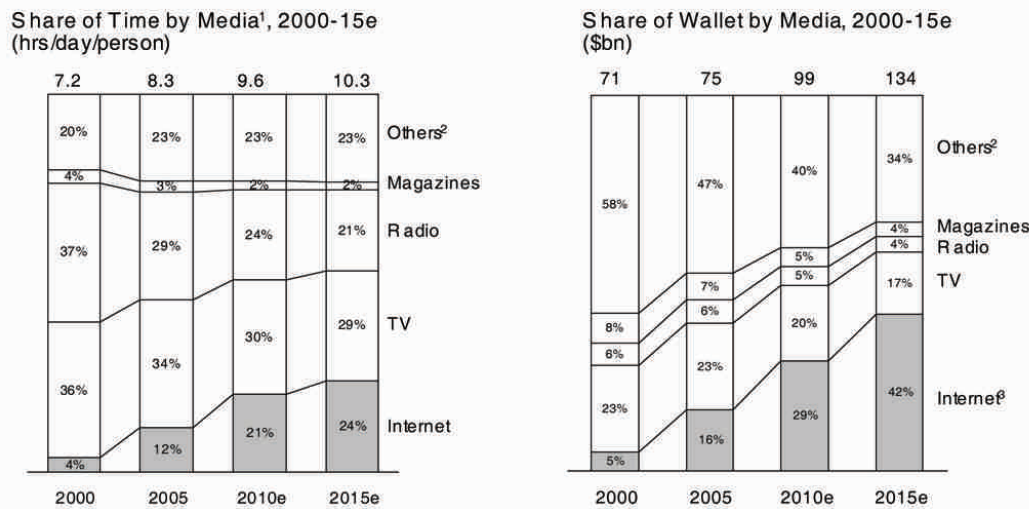 Share of Time by Media¹, 2000-15e
(hrs/day/person)
7.2 8.3 9.6 10.3
20% 23% 23% 23% Others²
4% 3% 2% 2% Magazines
37% 29% 24% 21% Radio
36% 34% 30% 29% TV
4% 12% 21% 24% Internet
2000 2005 2010e 2015e
Share of Wallet by Media, 2000-15e
($bn)
71 75 99 134
58% 47% 40% 34% Others²
8% 7% 5% 4% Magazines
6% 6% 5% 4% Radio
23% 23% 20% 17% TV
5% 16% 29% 42% Internet³
2000 2005 2010e 2015e